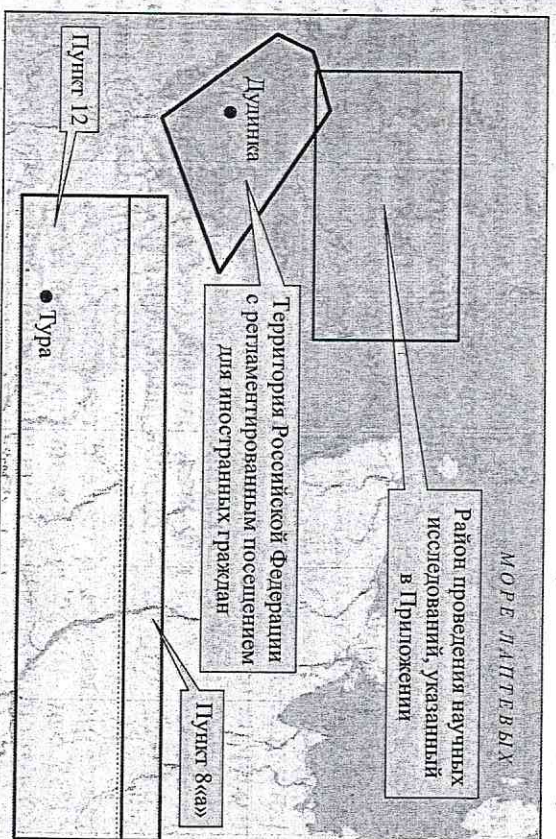 МОРЕ ЛАПТЕВЫХ
Район проведения научных
исследований, указанный
в Приложении
Территория Российской Федерации
с регламентированным посещением
для иностранных граждан
Дудинка
Пункт 8«а»
Тура
Пункт 12